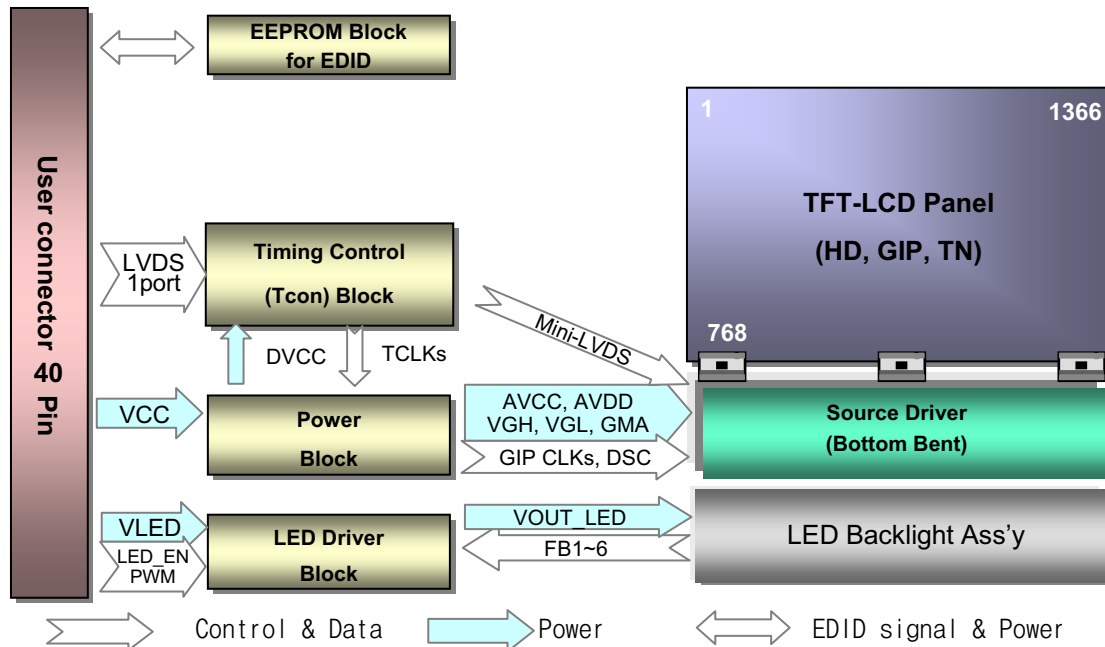 EEPROM Block
for EDID
User connector 40 Pin
1
1366
TFT-LCD Panel
(HD, GIP, TN)
768
LVDS
1port
Timing Control
(Tcon) Block
Mini-LVDS
DVCC
TCLKs
VCC
Power
Block
AVCC, AVDD
VGH, VGL, GMA
GIP CLKs, DSC
Source Driver
(Bottom Bent)
VLED
LED_EN
PWM
LED Driver
Block
VOUT_LED
FB1~6
LED Backlight Ass'y
Control & Data
Power
EDID signal & Power